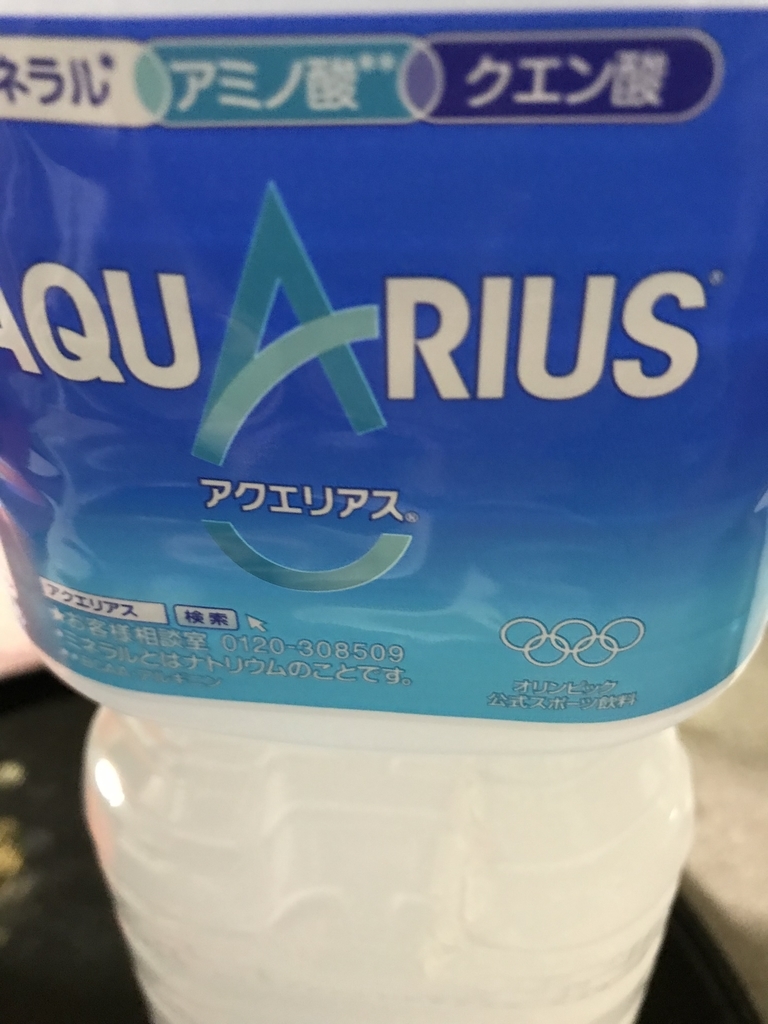 ネラル* アミノ酸** クエン酸
AQUARIUS®
アクエリアス®
アクエリアス 検索
★お客様相談室 0120-308509
*ミネラルとはナトリウムのことです。
オリンピック
公式スポーツ飲料